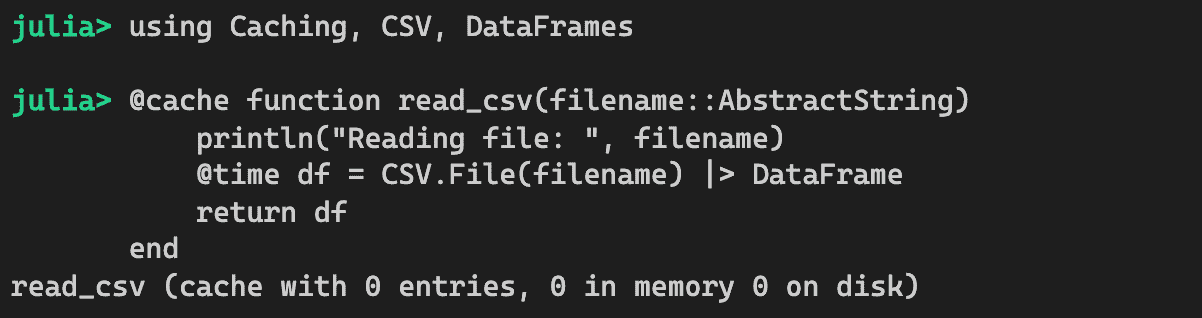 julia> using Caching, CSV, DataFrames
julia> @cache function read_csv(filename::AbstractString)
           println("Reading file: ", filename)
           @time df = CSV.File(filename) |> DataFrame
           return df
       end
read_csv (cache with 0 entries, 0 in memory 0 on disk)